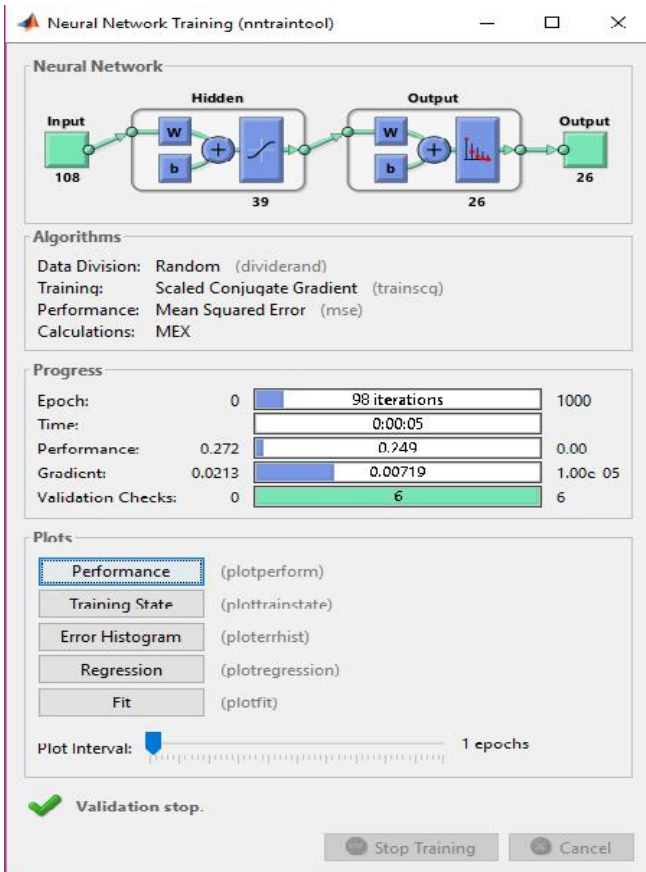 Neural Network Training (nntraintool)
Neural Network
Hidden
Output
Input
Output
W
b
+
W
b
+
108
39
26
26
Algorithms
Data Division: Random (dividerand)
Training: Scaled Conjugate Gradient (trainscg)
Performance: Mean Squared Error (mse)
Calculations: MEX
Progress
Epoch: 0 98 iterations 1000
Time: 0:00:05
Performance: 0.272 0.249 0.00
Gradient: 0.0213 0.00719 1.00e-05
Validation Checks: 0 6 6
Plots
Performance (plotperform)
Training State (plottrainstate)
Error Histogram (ploterrhist)
Regression (plotregression)
Fit (plotfit)
Plot Interval: 1 epochs
Validation stop.
Stop Training Cancel